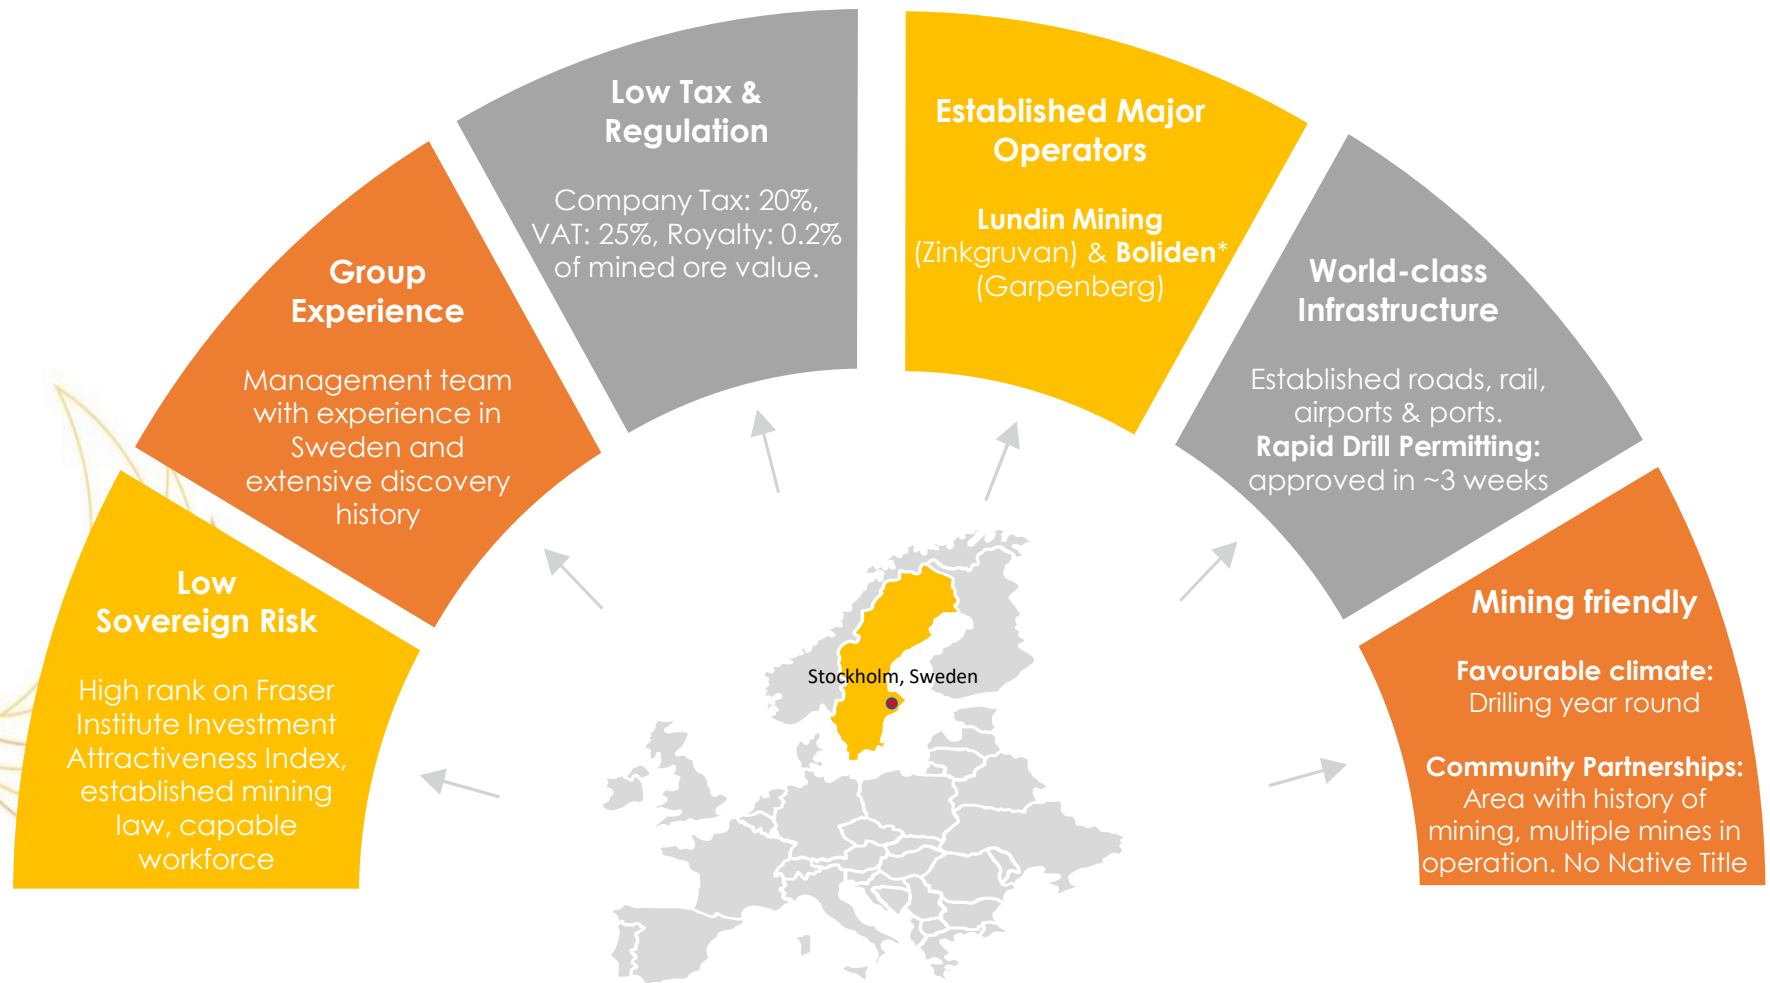 Low Tax &
Regulation
Company Tax: 20%,
VAT: 25%, Royalty: 0.2%
of mined ore value.
Established Major
Operators
Lundin Mining
(Zinkgruvan) & Boliden*
(Garpenberg)
Group
Experience
Management team
with experience in
Sweden and
extensive discovery
history
World-class
Infrastructure
Established roads, rail,
airports & ports.
Rapid Drill Permitting:
approved in ~3 weeks
Low
Sovereign Risk
High rank on Fraser
Institute Investment
Attractiveness Index,
established mining
law, capable
workforce
Mining friendly
Favourable climate:
Drilling year round
Community Partnerships:
Area with history of
mining, multiple mines in
operation. No Native Title
Stockholm, Sweden